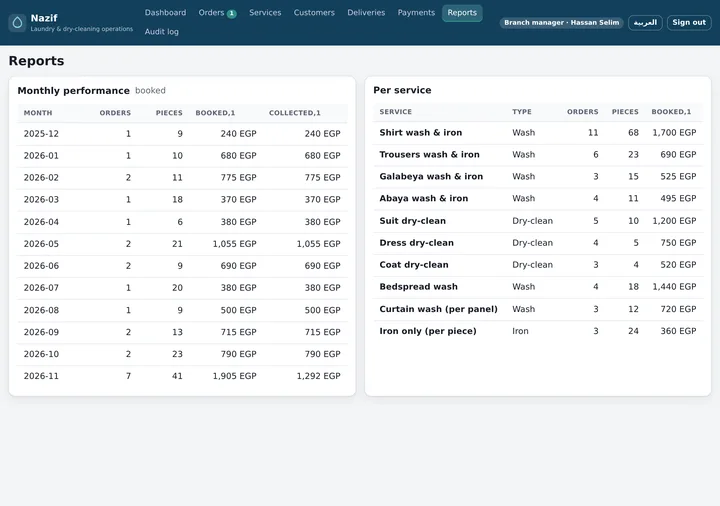 Nazif
Laundry & dry-cleaning operations
Dashboard Orders 1 Services Customers Deliveries Payments Reports
Audit log
Branch manager · Hassan Selim العربية Sign out
Reports
Monthly performance booked
MONTH ORDERS PIECES BOOKED,1 COLLECTED,1
2025-12 1 9 240 EGP 240 EGP
2026-01 1 10 680 EGP 680 EGP
2026-02 2 11 775 EGP 775 EGP
2026-03 1 18 370 EGP 370 EGP
2026-04 1 6 380 EGP 380 EGP
2026-05 2 21 1,055 EGP 1,055 EGP
2026-06 2 9 690 EGP 690 EGP
2026-07 1 20 380 EGP 380 EGP
2026-08 1 9 500 EGP 500 EGP
2026-09 2 13 715 EGP 715 EGP
2026-10 2 23 790 EGP 790 EGP
2026-11 7 41 1,905 EGP 1,292 EGP
Per service
SERVICE TYPE ORDERS PIECES BOOKED,1
Shirt wash & iron Wash 11 68 1,700 EGP
Trousers wash & iron Wash 6 23 690 EGP
Galabeya wash & iron Wash 3 15 525 EGP
Abaya wash & iron Wash 4 11 495 EGP
Suit dry-clean Dry-clean 5 10 1,200 EGP
Dress dry-clean Dry-clean 4 5 750 EGP
Coat dry-clean Dry-clean 3 4 520 EGP
Bedspread wash Wash 4 18 1,440 EGP
Curtain wash (per panel) Wash 3 12 720 EGP
Iron only (per piece) Iron 3 24 360 EGP